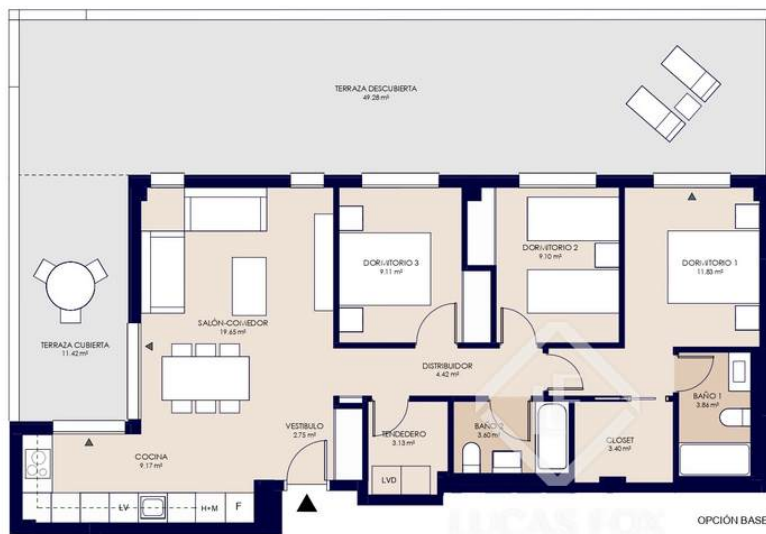 TERRAZA DESCUBIERTA
49.28 m²
DORMITORIO 3
9.11 m²
DORMITORIO 2
9.10 m²
DORMITORIO 1
11.83 m²
SALÓN-COMEDOR
19.65 m²
TERRAZA CUBIERTA
11.42 m²
DISTRIBUIDOR
4.42 m²
BAÑO 1
3.86 m²
VESTIBULO
2.75 m²
TENDEDERO
3.13 m²
BAÑO 2
3.60 m²
CLOSET
3.40 m²
COCINA
9.17 m²
LVD
LV
H+M
F
LUCAS FOX
OPCIÓN BASE